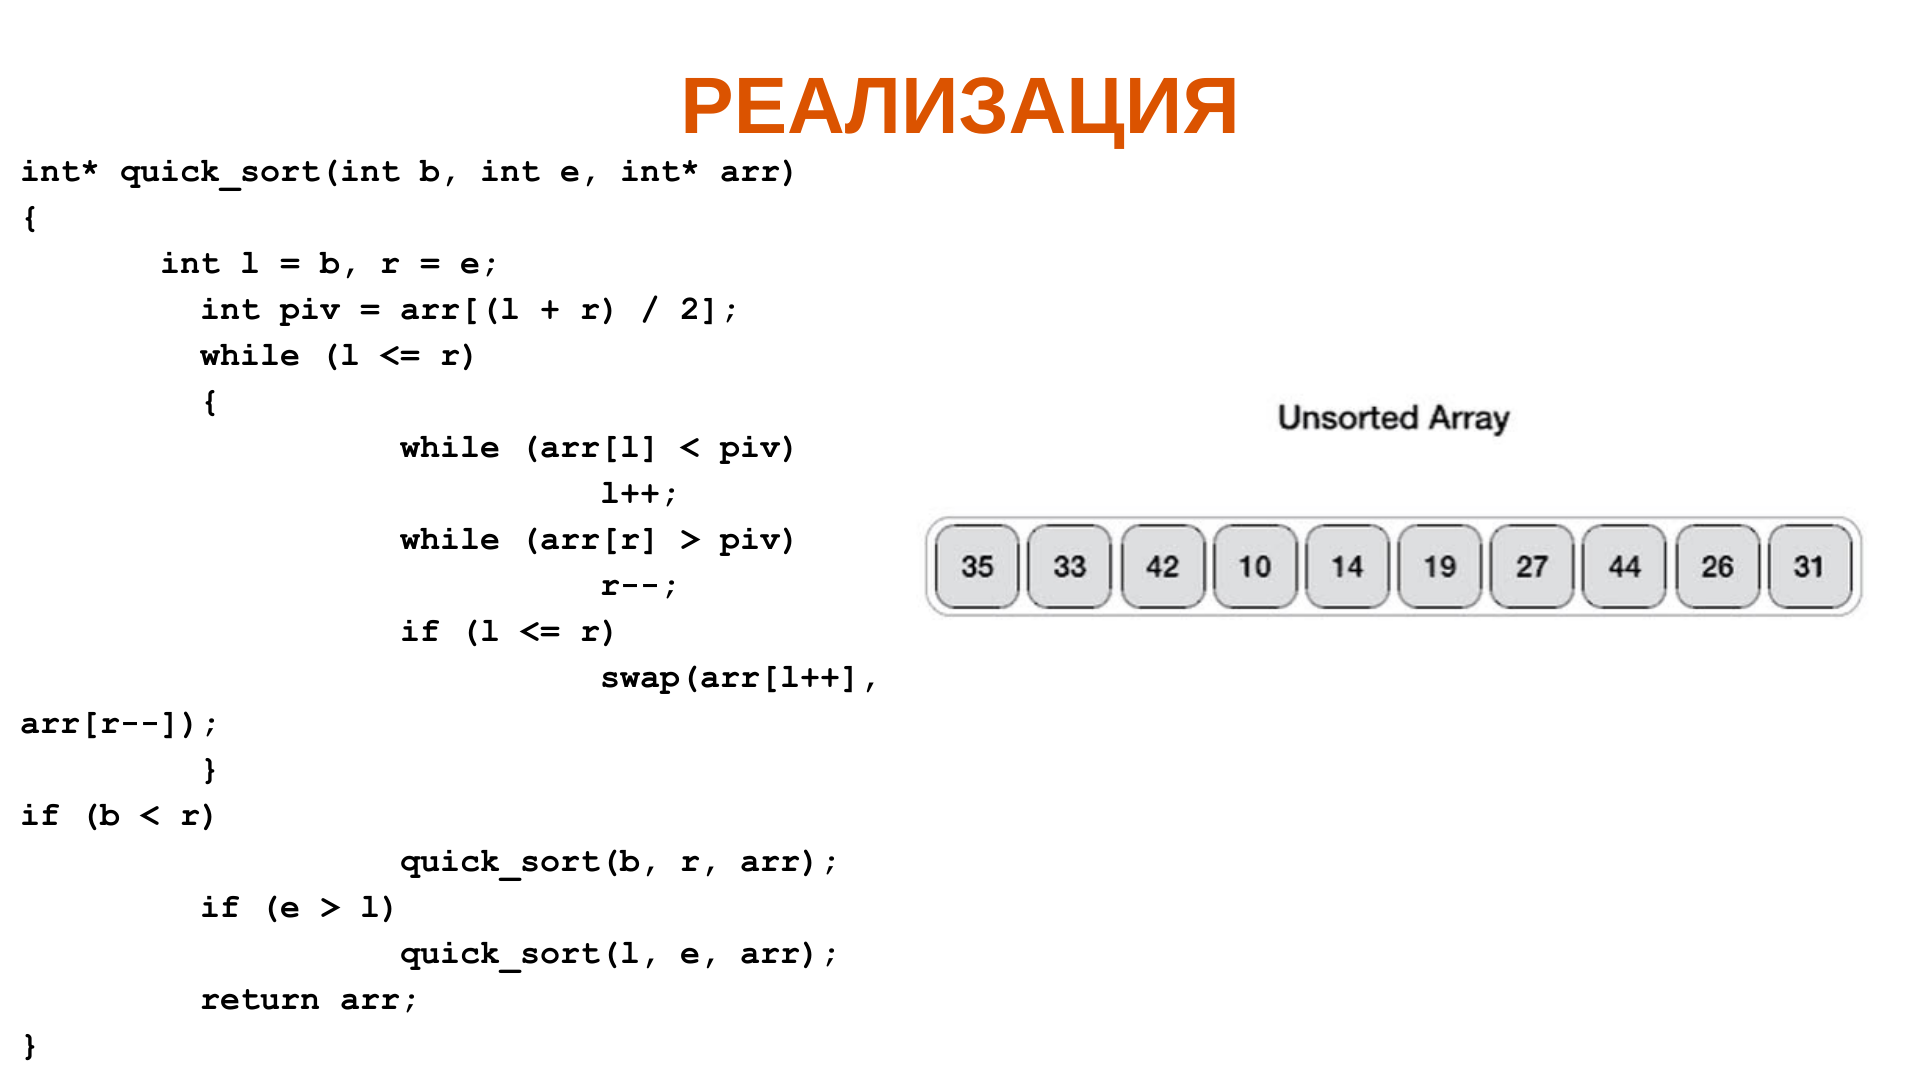 РЕАЛИЗАЦИЯ
int* quick_sort(int b, int e, int* arr)
{
int l = b, r = e;
int piv = arr[(l + r) / 2];
while (l <= r)
{
while (arr[l] < piv)
l++;
while (arr[r] > piv)
r--;
if (l <= r)
swap(arr[l++],
arr[r--]);
}
if (b < r)
quick_sort(b, r, arr);
if (e > l)
quick_sort(l, e, arr);
return arr;
}
Unsorted Array
35 33 42 10 14 19 27 44 26 31